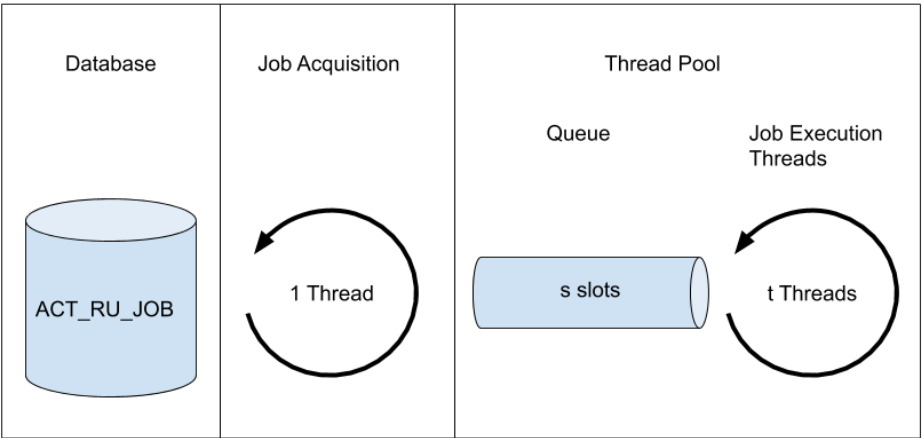 Database
Job Acquisition
Thread Pool
Queue
Job Execution
Threads
ACT_RU_JOB
1 Thread
s slots
t Threads